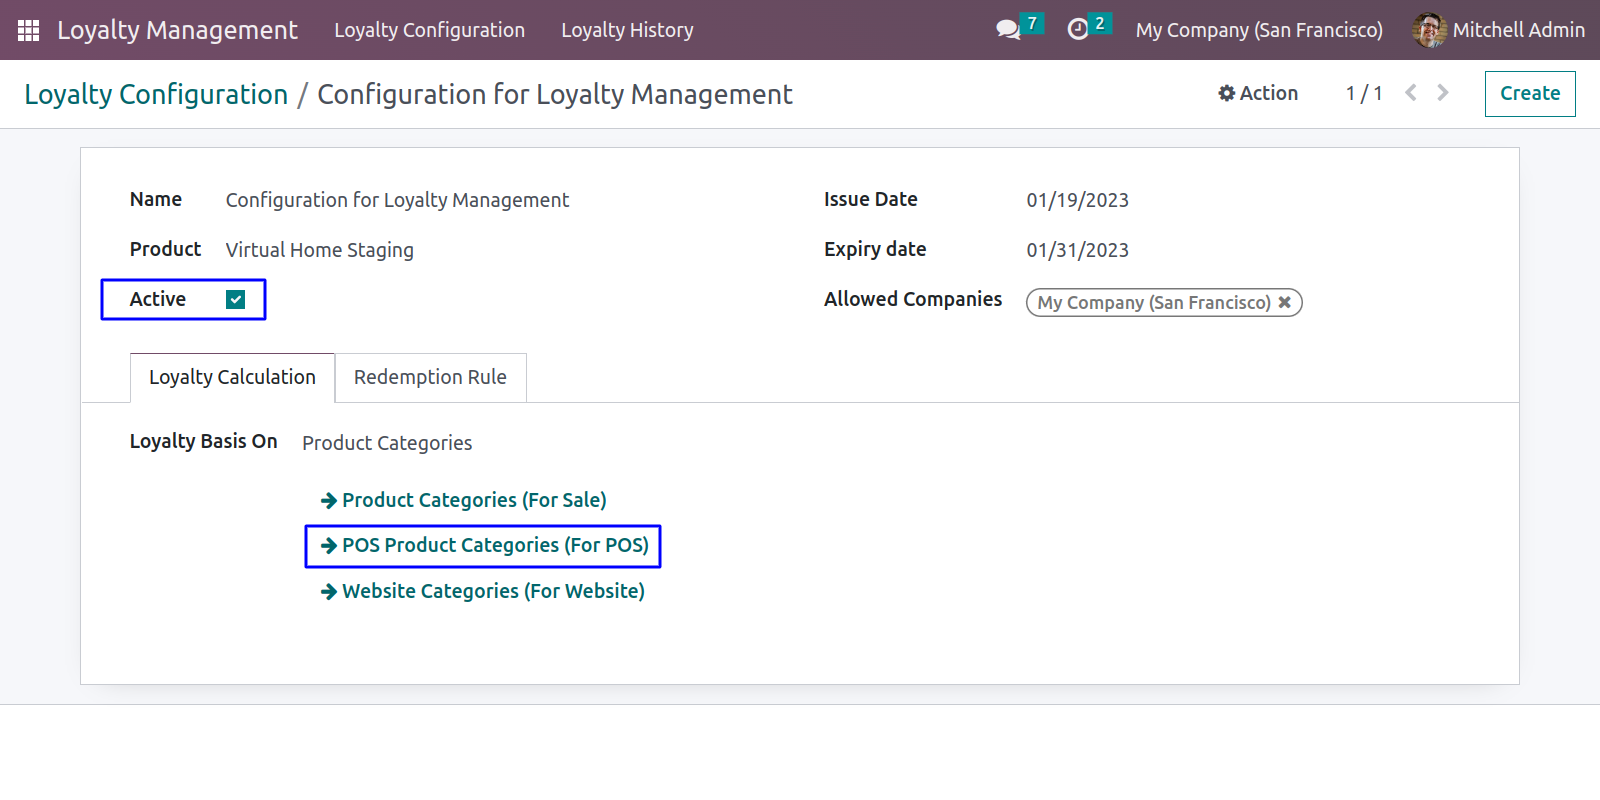 Loyalty Management Loyalty Configuration Loyalty History 7 2 My Company (San Francisco) Mitchell Admin
Loyalty Configuration / Configuration for Loyalty Management Action 1 / 1 Create
Name Configuration for Loyalty Management Issue Date 01/19/2023
Product Virtual Home Staging Expiry date 01/31/2023
Active Allowed Companies My Company (San Francisco)
Loyalty Calculation Redemption Rule
Loyalty Basis On Product Categories
Product Categories (For Sale)
POS Product Categories (For POS)
Website Categories (For Website)